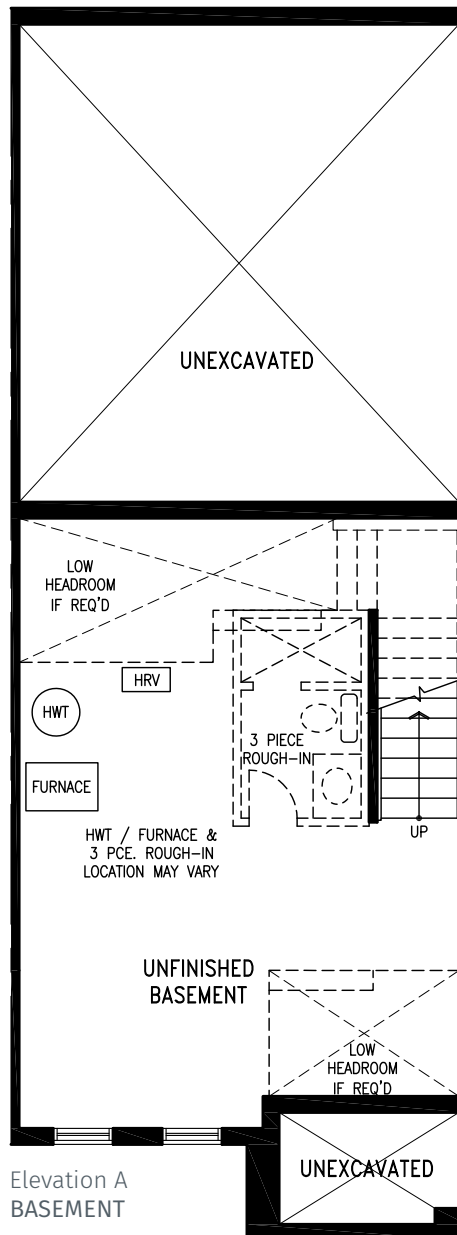 UNEXCAVATED
LOW
HEADROOM
IF REQ'D
HRV
HWT
3 PIECE
ROUGH-IN
FURNACE
UP
HWT / FURNACE &
3 PCE. ROUGH-IN
LOCATION MAY VARY
UNFINISHED
BASEMENT
LOW
HEADROOM
IF REQ'D
UNEXCAVATED
Elevation A
BASEMENT